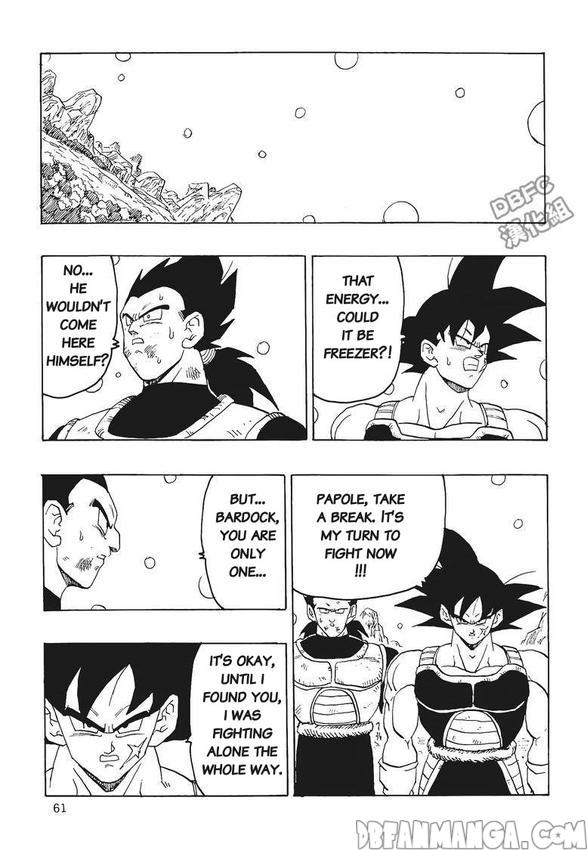 DBFC
漢化組
THAT
ENERGY...
COULD
IT BE
FREEZER?!
NO...
HE
WOULDN'T
COME
HERE
HIMSELF?
PAPOLE, TAKE
A BREAK. IT'S
MY TURN TO
FIGHT NOW
!!!
BUT...
BARDOCK,
YOU ARE
ONLY
ONE...
IT'S OKAY,
UNTIL I
FOUND YOU,
I WAS
FIGHTING
ALONE THE
WHOLE WAY.
61
DBFANMANGA.COM